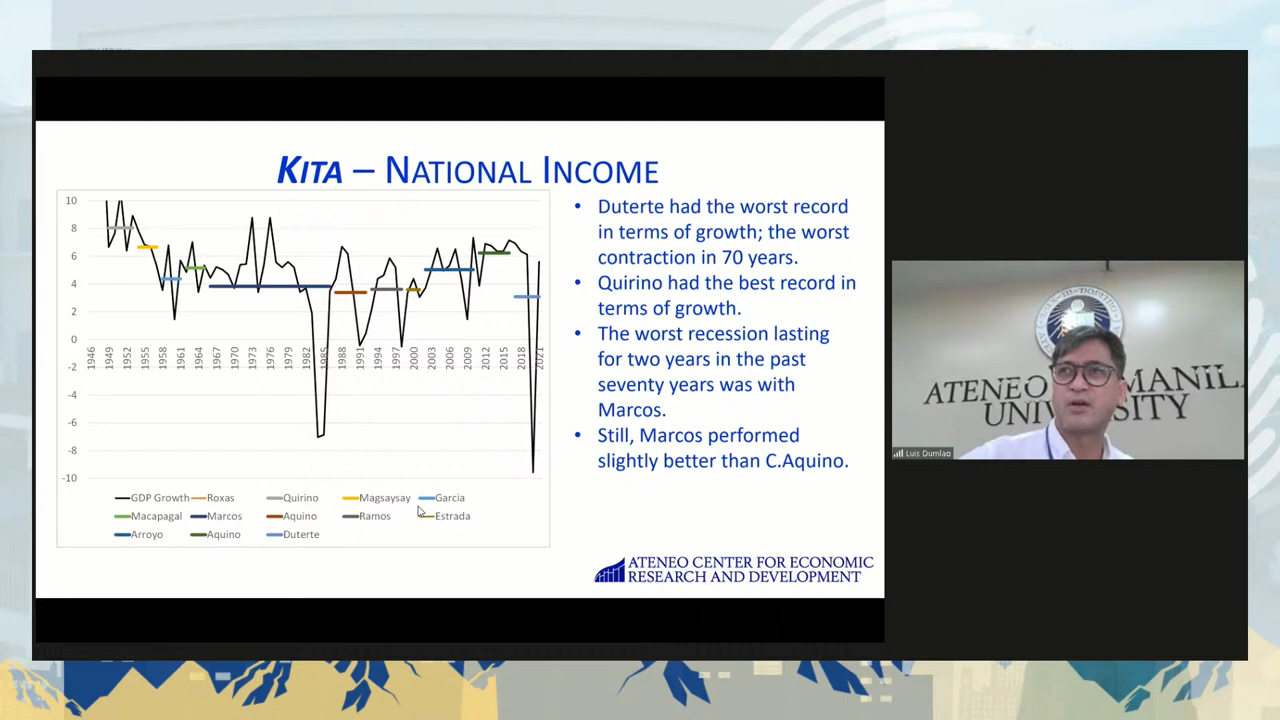 KITA – NATIONAL INCOME
10
8
6
4
2
0
-2
-4
-6
-8
-10
1946 1949 1952 1955 1958 1961 1964 1967 1970 1973 1976 1979 1982 1985 1988 1991 1994 1997 2000 2003 2006 2009 2012 2015 2018 2021
GDP Growth Roxas Quirino Magsaysay Garcia
Macapagal Marcos Aquino Ramos Estrada
Arroyo Aquino Duterte
• Duterte had the worst record
in terms of growth; the worst
contraction in 70 years.
• Quirino had the best record in
terms of growth.
• The worst recession lasting
for two years in the past
seventy years was with
Marcos.
• Still, Marcos performed
slightly better than C.Aquino.
ATENEO CENTER FOR ECONOMIC
RESEARCH AND DEVELOPMENT
ATENEO MANILA
UNIVERSITY
Luis Dumlao